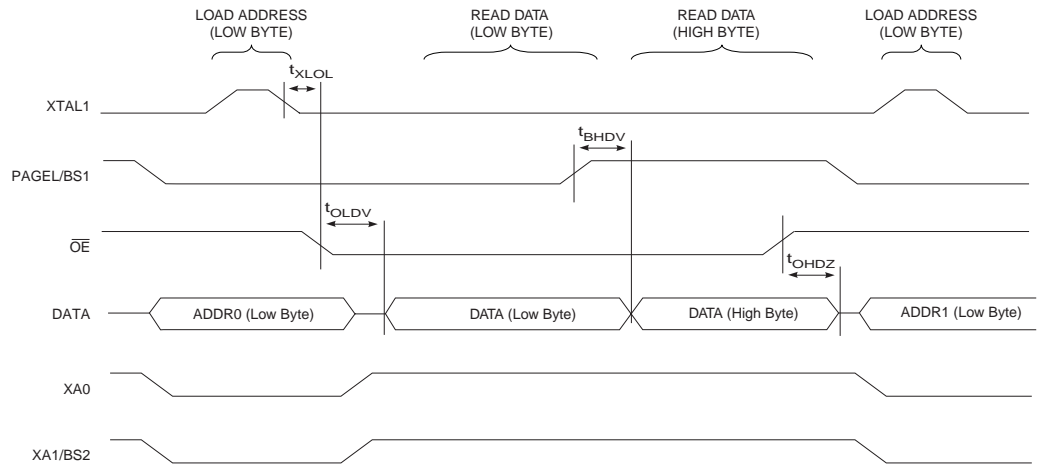 LOAD ADDRESS
(LOW BYTE)
READ DATA
(LOW BYTE)
READ DATA
(HIGH BYTE)
LOAD ADDRESS
(LOW BYTE)
tXLOL
XTAL1
tBHDV
PAGEL/BS1
tOLDV
OE
tOHDZ
DATA
ADDR0 (Low Byte)
DATA (Low Byte)
DATA (High Byte)
ADDR1 (Low Byte)
XA0
XA1/BS2